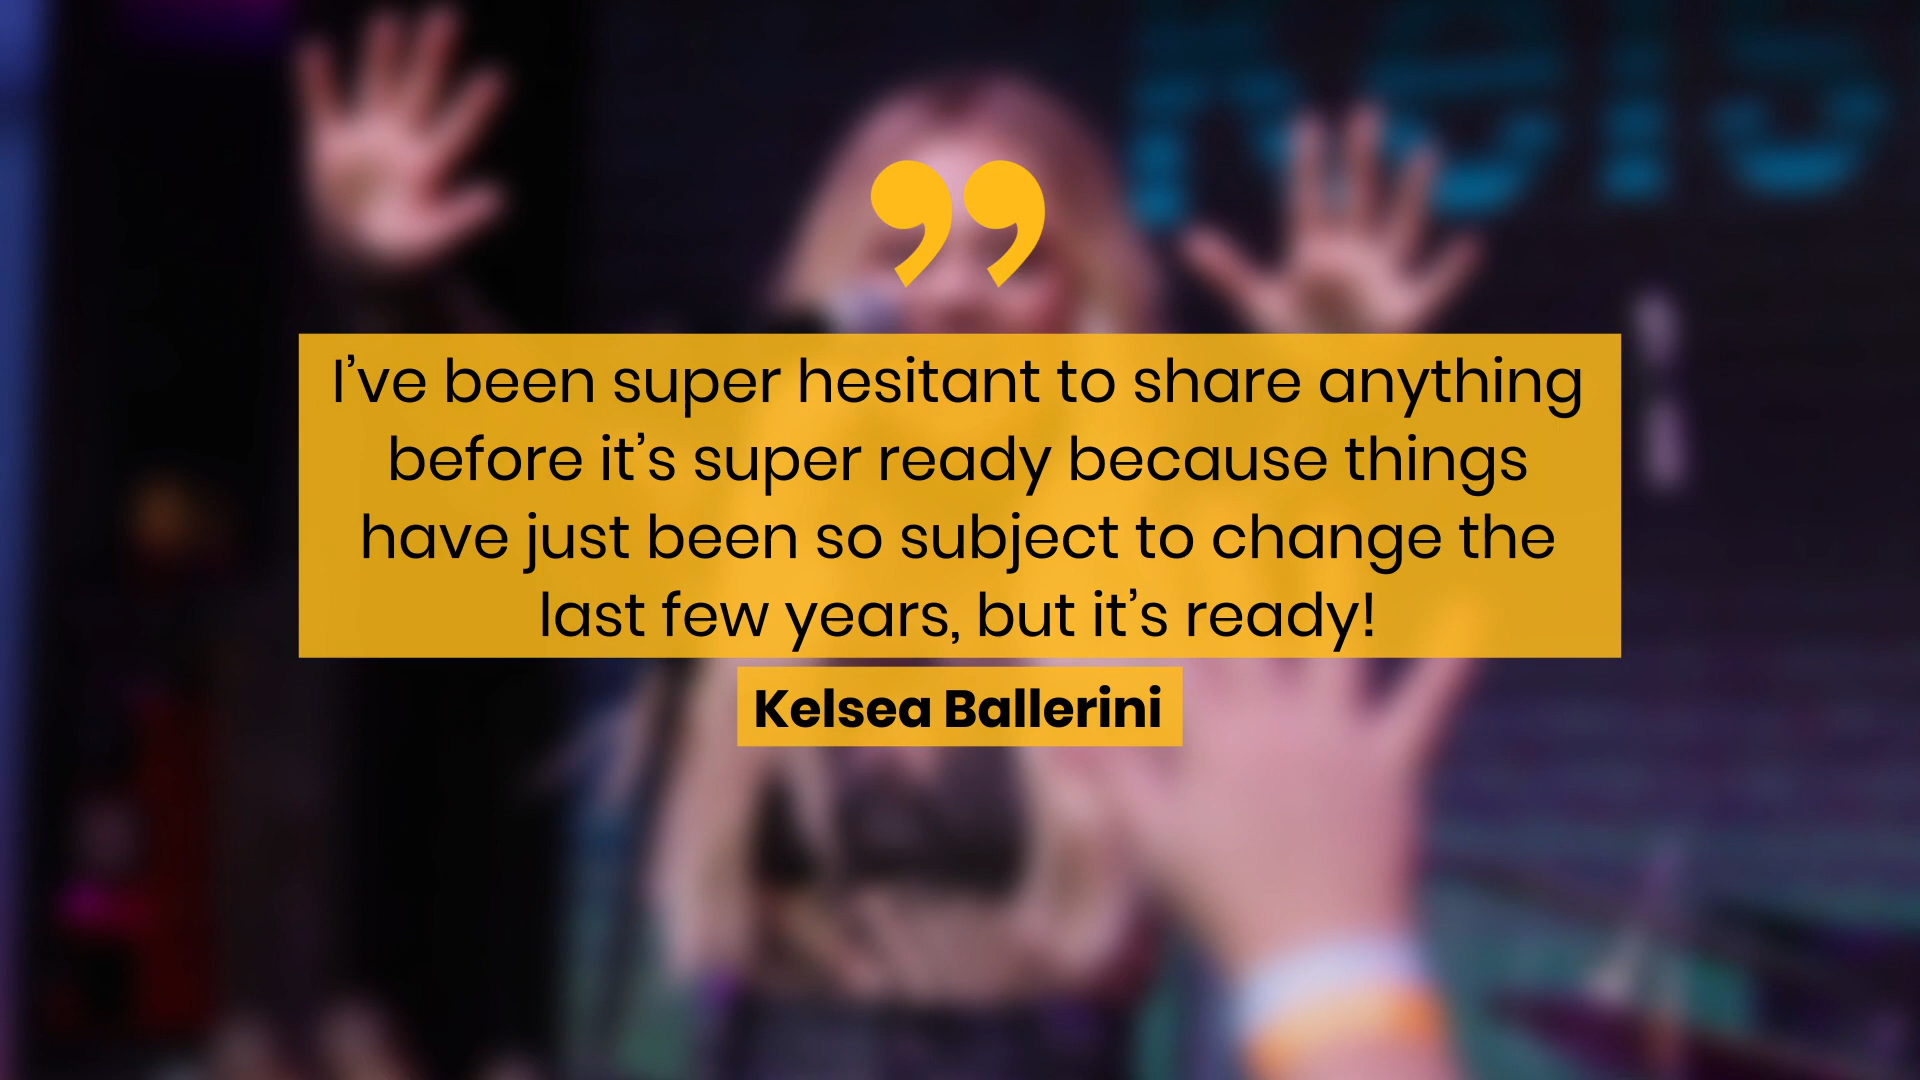 Kels
”
I’ve been super hesitant to share anything
before it’s super ready because things
have just been so subject to change the
last few years, but it’s ready!
Kelsea Ballerini